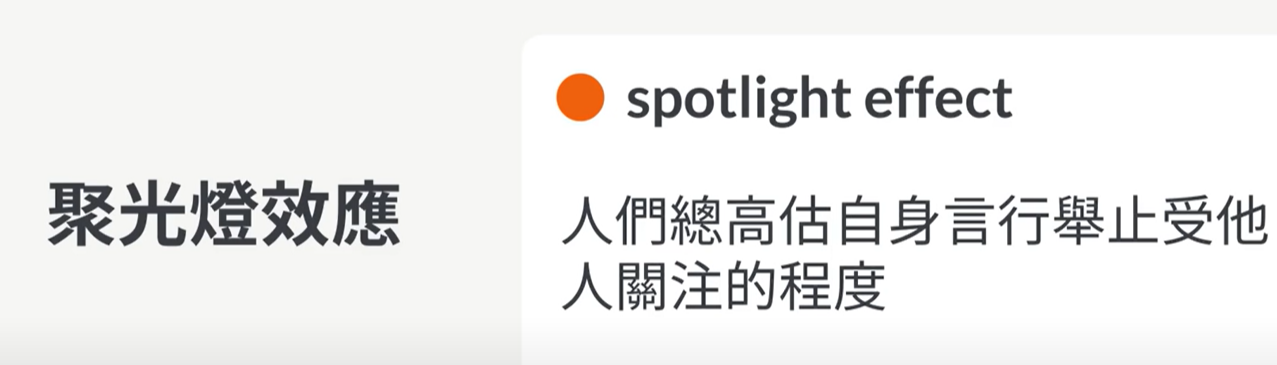 聚光燈效應
spotlight effect
人們總高估自身言行舉止受他
人關注的程度